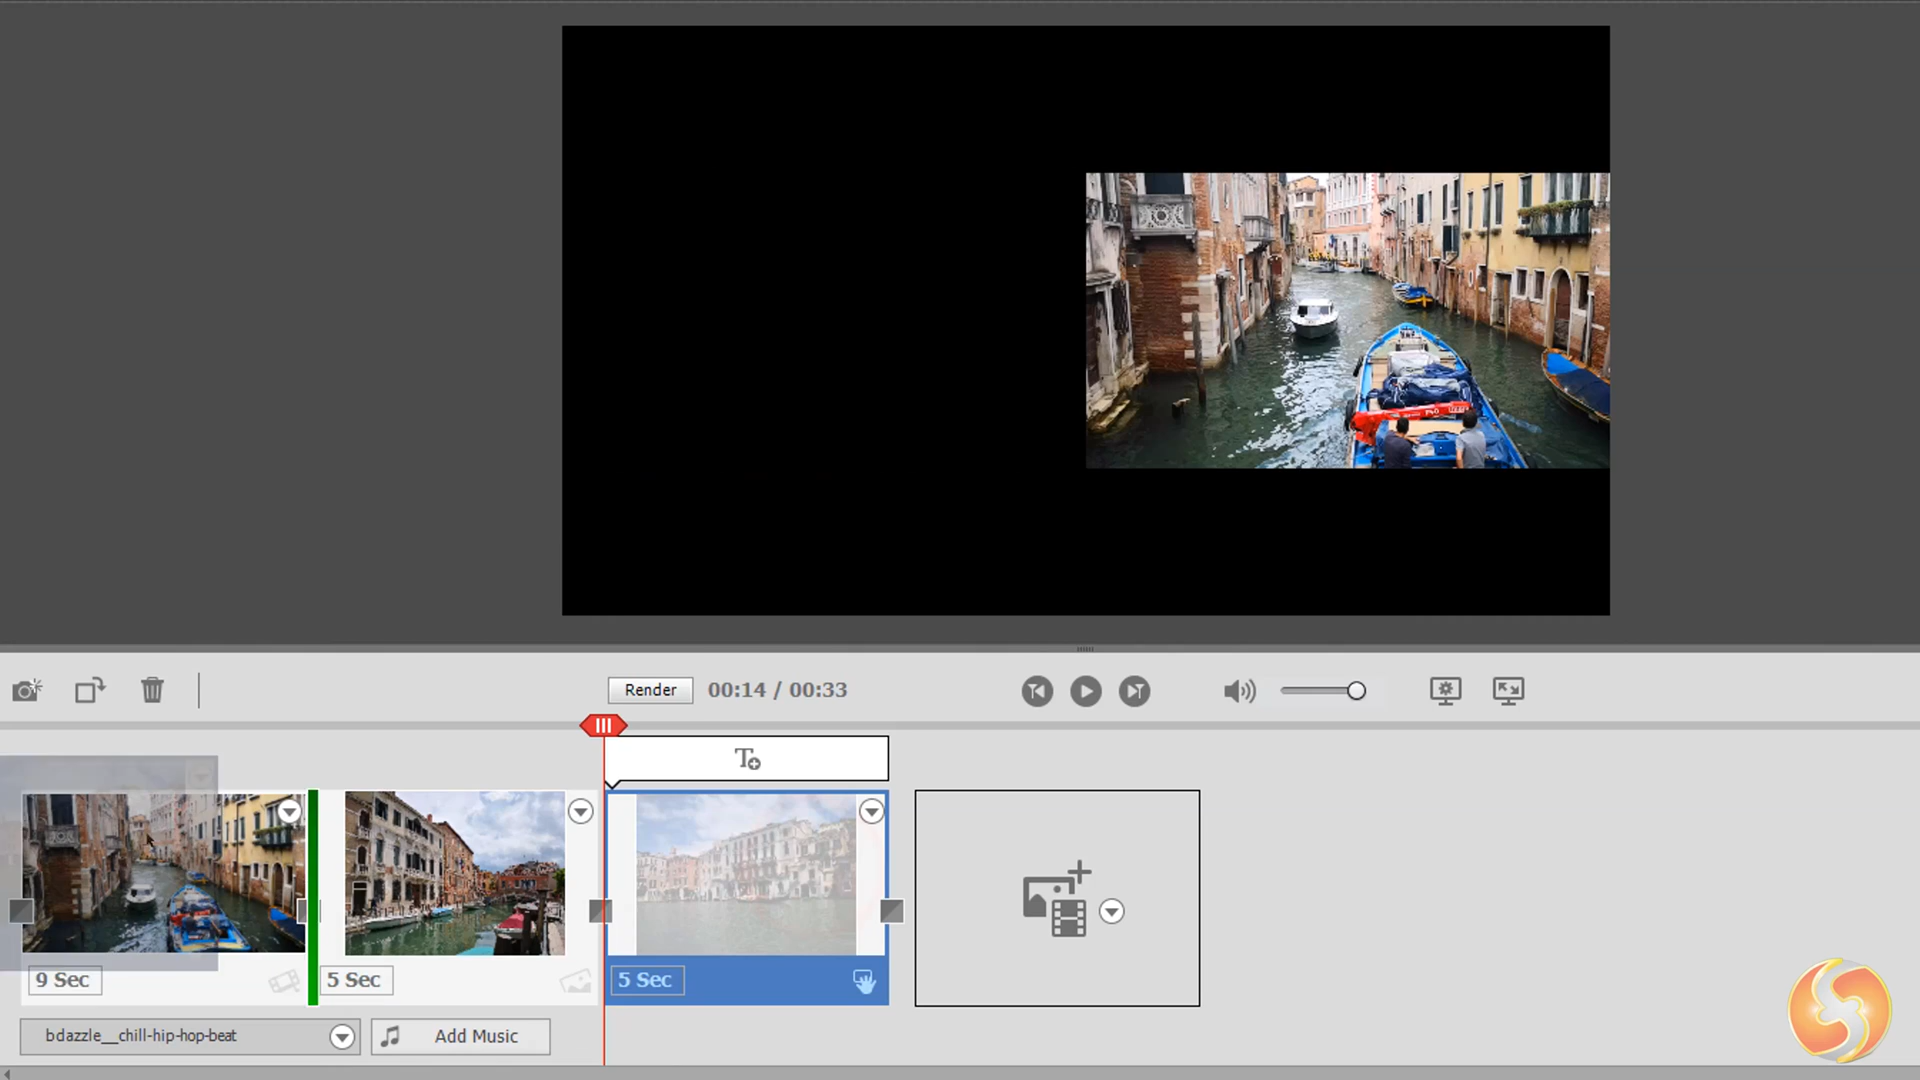 Render
00:14 / 00:33
9 Sec
5 Sec
5 Sec
bdazzle__chill-hip-hop-beat
Add Music